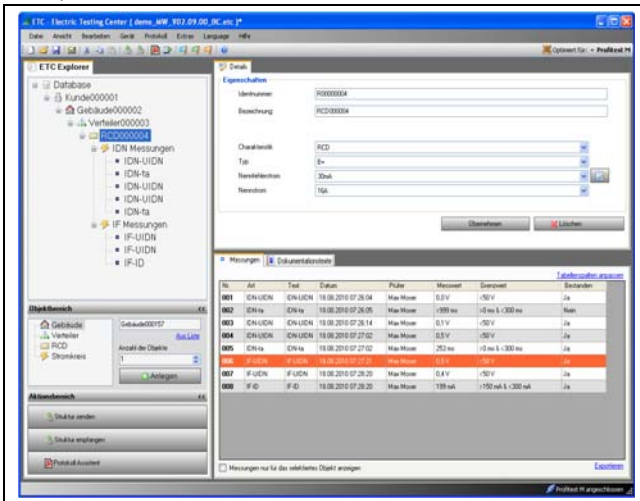 ETC - Electric Testing Center ( demo_MW_V02.09.00_BC.etc )*
Datei Ansicht Bearbeiten Gerät Protokoll Extras Language Hilfe
Optimiert für: - Profitest M
ETC Explorer
Database
Kunde000001
Gebäude000002
Verteiler000003
RCD000004
IDN Messungen
IDN-UIDN
IDN-ta
IDN-UIDN
IDN-UIDN
IDN-ta
IF Messungen
IF-UIDN
IF-UIDN
IF-ID
Objektbereich
Gebäude
Verteiler
RCD
Stromkreis
Gebäude000157
Aus Liste
Anzahl der Objekte
1
Anlegen
Aktionsbereich
Struktur senden
Struktur empfangen
Protokoll Assistent
Details
Eigenschaften
Identnummer: R00000004
Bezeichnung: RCD000004
Charakteristik RCD
Typ B+
Nennfehlerstrom 30mA
Nennstrom 16A
Übernehmen Löschen
Messungen Dokumentationstexte
Tabellenspalten anpassen
Nr. Art Text Datum Prüfer Messwert Grenzwert Bestanden
001 IDN-UIDN IDN-UIDN 18.08.2010 07:26:04 Max Moser 0,0 V <50 V Ja
002 IDN-ta IDN-ta 18.08.2010 07:26:05 Max Moser >999 ms >0 ms & <300 ms Nein
003 IDN-UIDN IDN-UIDN 18.08.2010 07:26:14 Max Moser 0,1 V <50 V Ja
004 IDN-UIDN IDN-UIDN 18.08.2010 07:27:02 Max Moser 0,5 V <50 V Ja
005 IDN-ta IDN-ta 18.08.2010 07:27:02 Max Moser 253 ms >0 ms & <300 ms Ja
006 IF-UIDN IF-UIDN 18.08.2010 07:27:21 Max Moser 0,5 V <50 V Ja
007 IF-UIDN IF-UIDN 18.08.2010 07:28:20 Max Moser 0,4 V <50 V Ja
008 IF-ID IF-ID 18.08.2010 07:28:20 Max Moser 199 mA >150 mA & <300 mA Ja
Messungen nur für das selektierte Objekt anzeigen
Exportieren
Profitest M angeschlossen